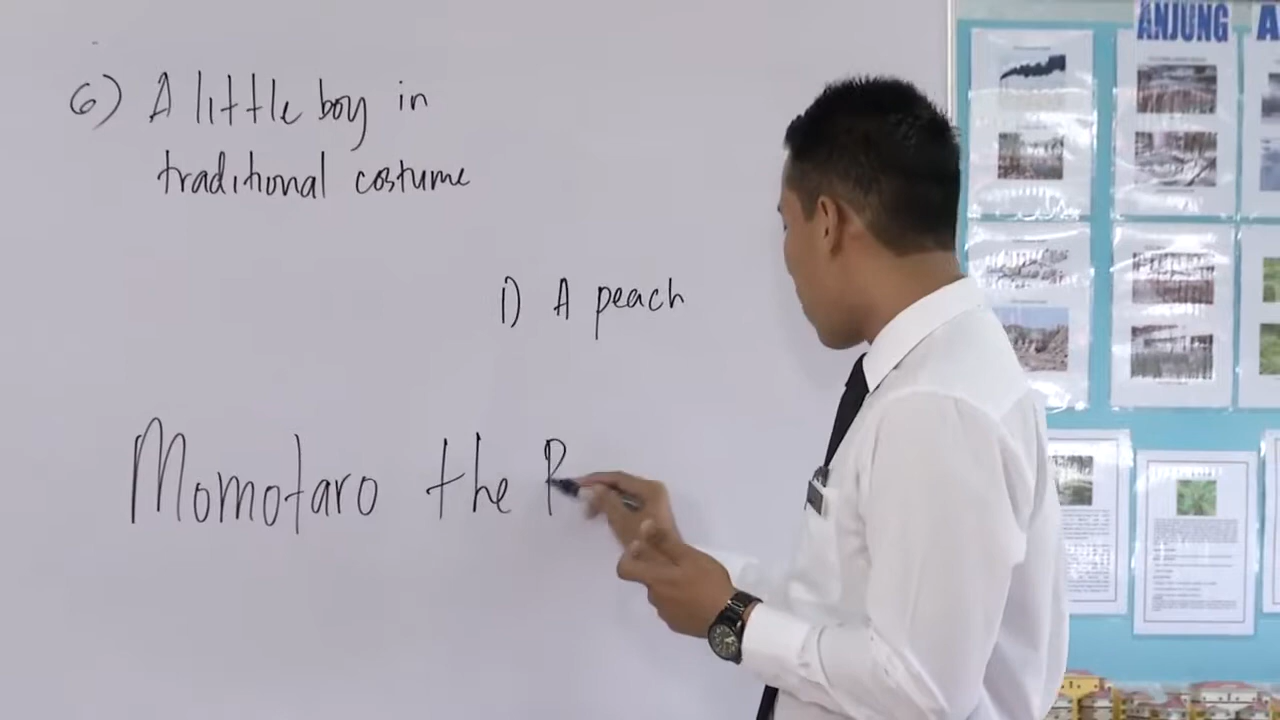 6) A little boy in
traditional costume
1) A peach
Momotaro the P
ANJUNG A